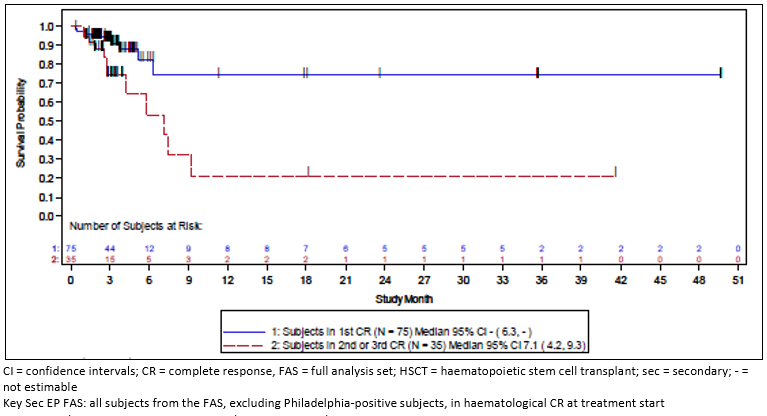 1.0
0.9
0.8
0.7
0.6
0.5
0.4
0.3
0.2
0.1
0.0
Survival Probability
Number of Subjects at Risk:
1: 75 44 12 9 8 8 7 6 5 5 5 5 2 2 2 2 2 0
2: 35 15 5 3 2 2 2 1 1 1 1 1 1 1 0 0 0 0
0 3 6 9 12 15 18 21 24 27 30 33 36 39 42 45 48 51
Study Month
1: Subjects in 1st CR (N = 75) Median 95% CI - ( 6.3, - )
2: Subjects in 2nd or 3rd CR (N = 35) Median 95% CI 7.1 ( 4.2, 9.3)
CI = confidence intervals; CR = complete response, FAS = full analysis set; HSCT = haematopoietic stem cell transplant; sec = secondary; - =
not estimable
Key Sec EP FAS: all subjects from the FAS, excluding Philadelphia-positive subjects, in haematological CR at treatment start